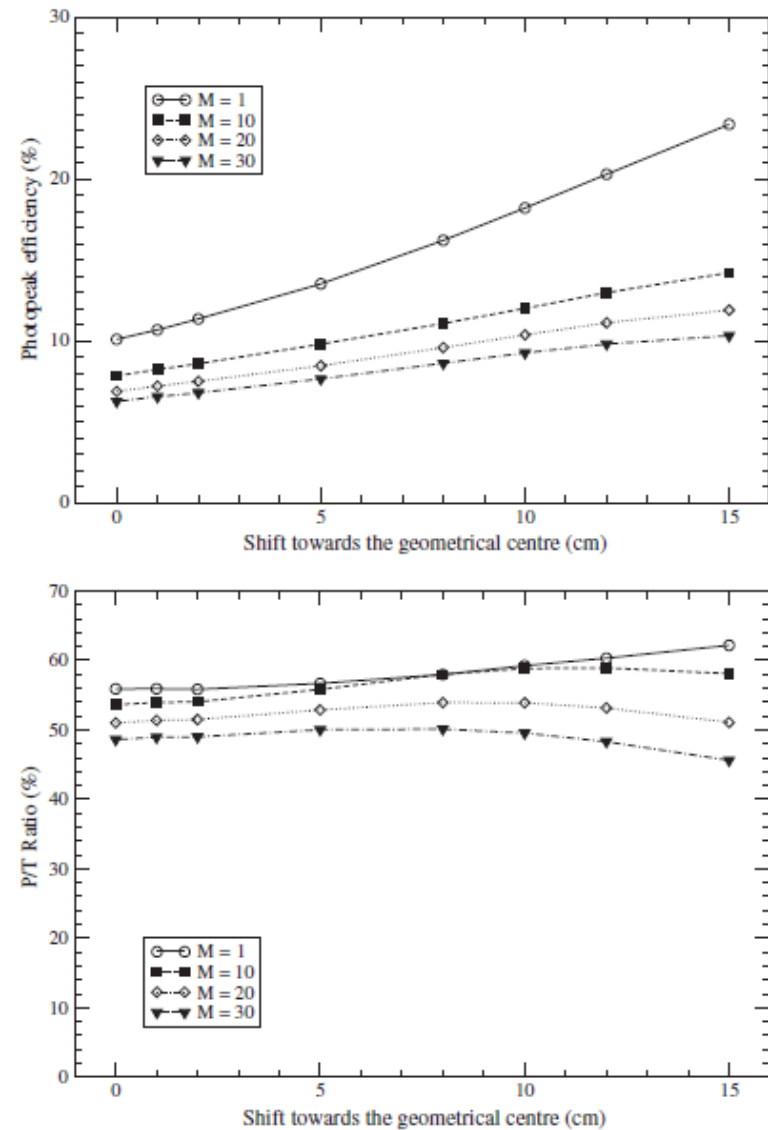 30
M = 1
M = 10
M = 20
M = 30
20
Photopeak efficiency (%)
10
0
0 5 10 15
Shift towards the geometrical centre (cm)
70
60
50
40
P/T Ratio (%)
30
20
M = 1
M = 10
M = 20
M = 30
10
0
0 5 10 15
Shift towards the geometrical centre (cm)